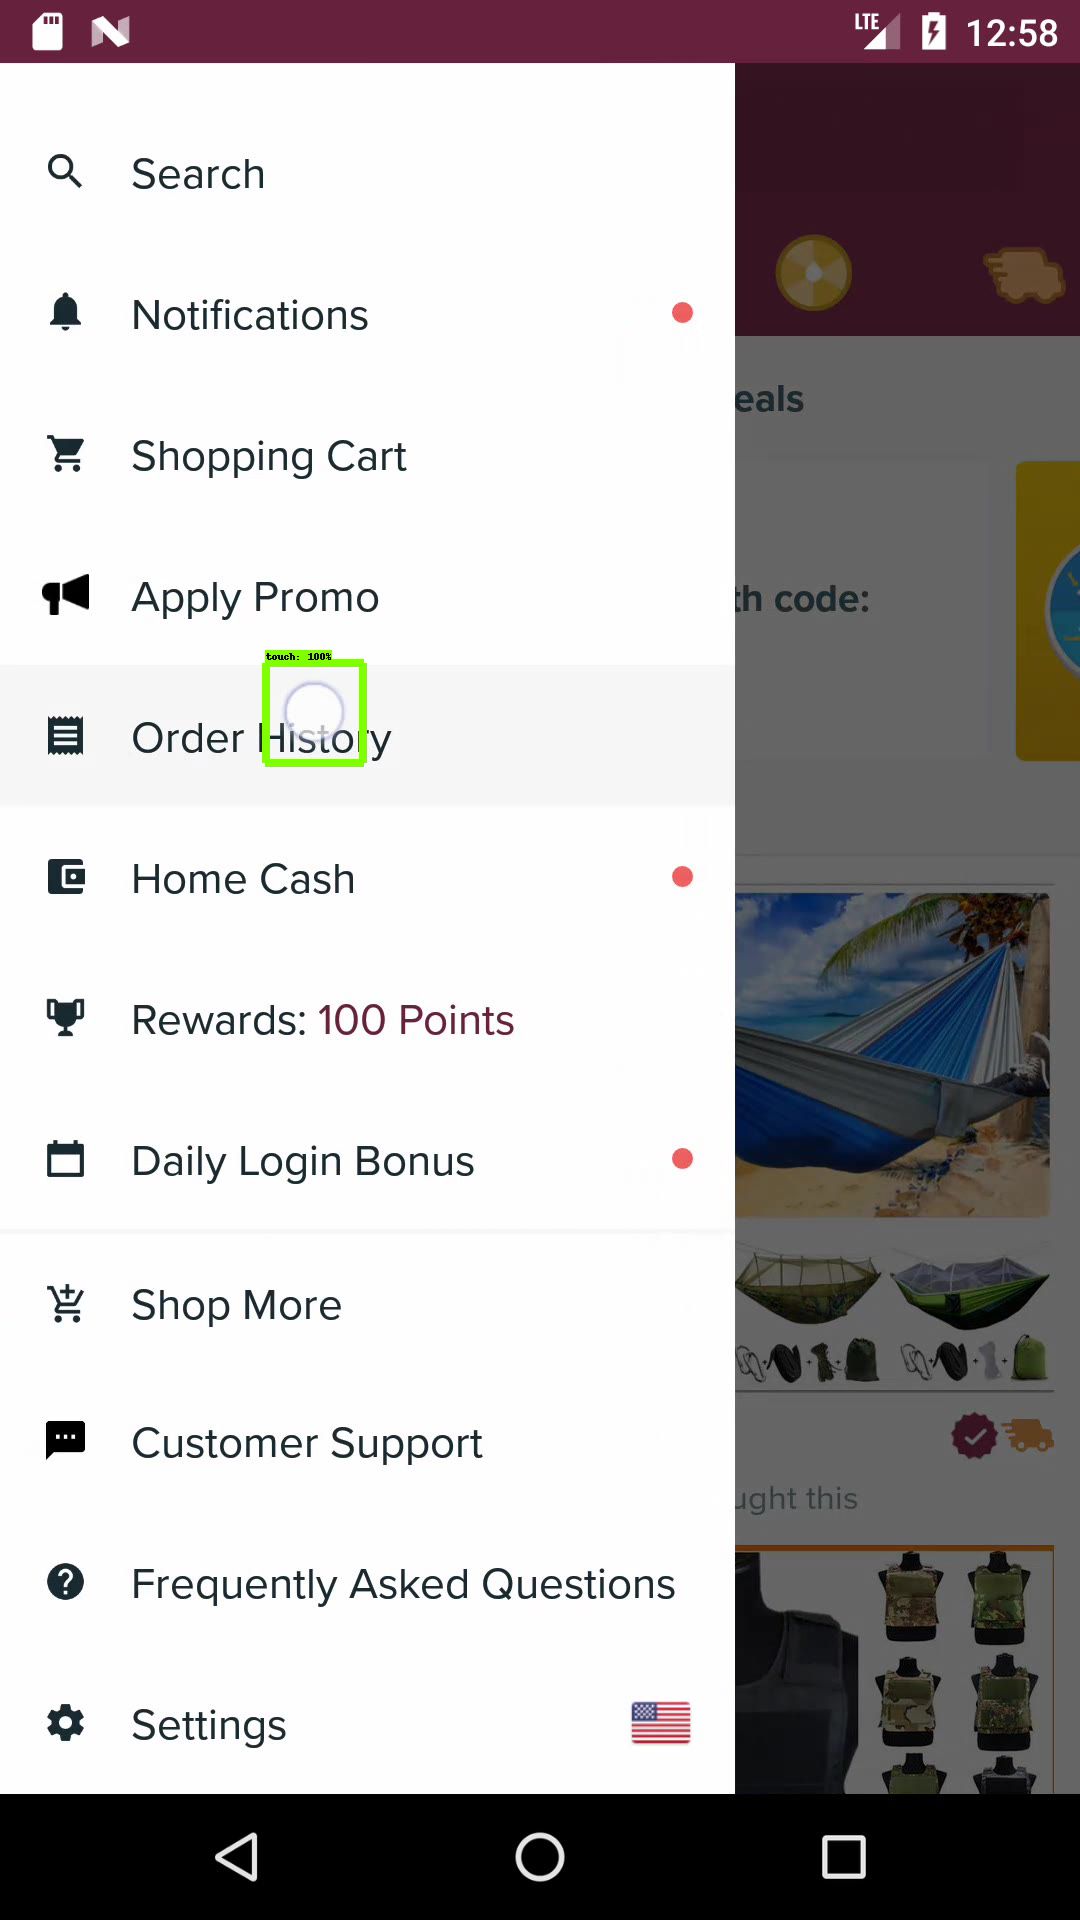 LTE 12:58
Search
Notifications
Shopping Cart
eals
Apply Promo
th code:
touch: 100%
Order History
Home Cash
Rewards: 100 Points
Daily Login Bonus
Shop More
Customer Support
ught this
Frequently Asked Questions
Settings